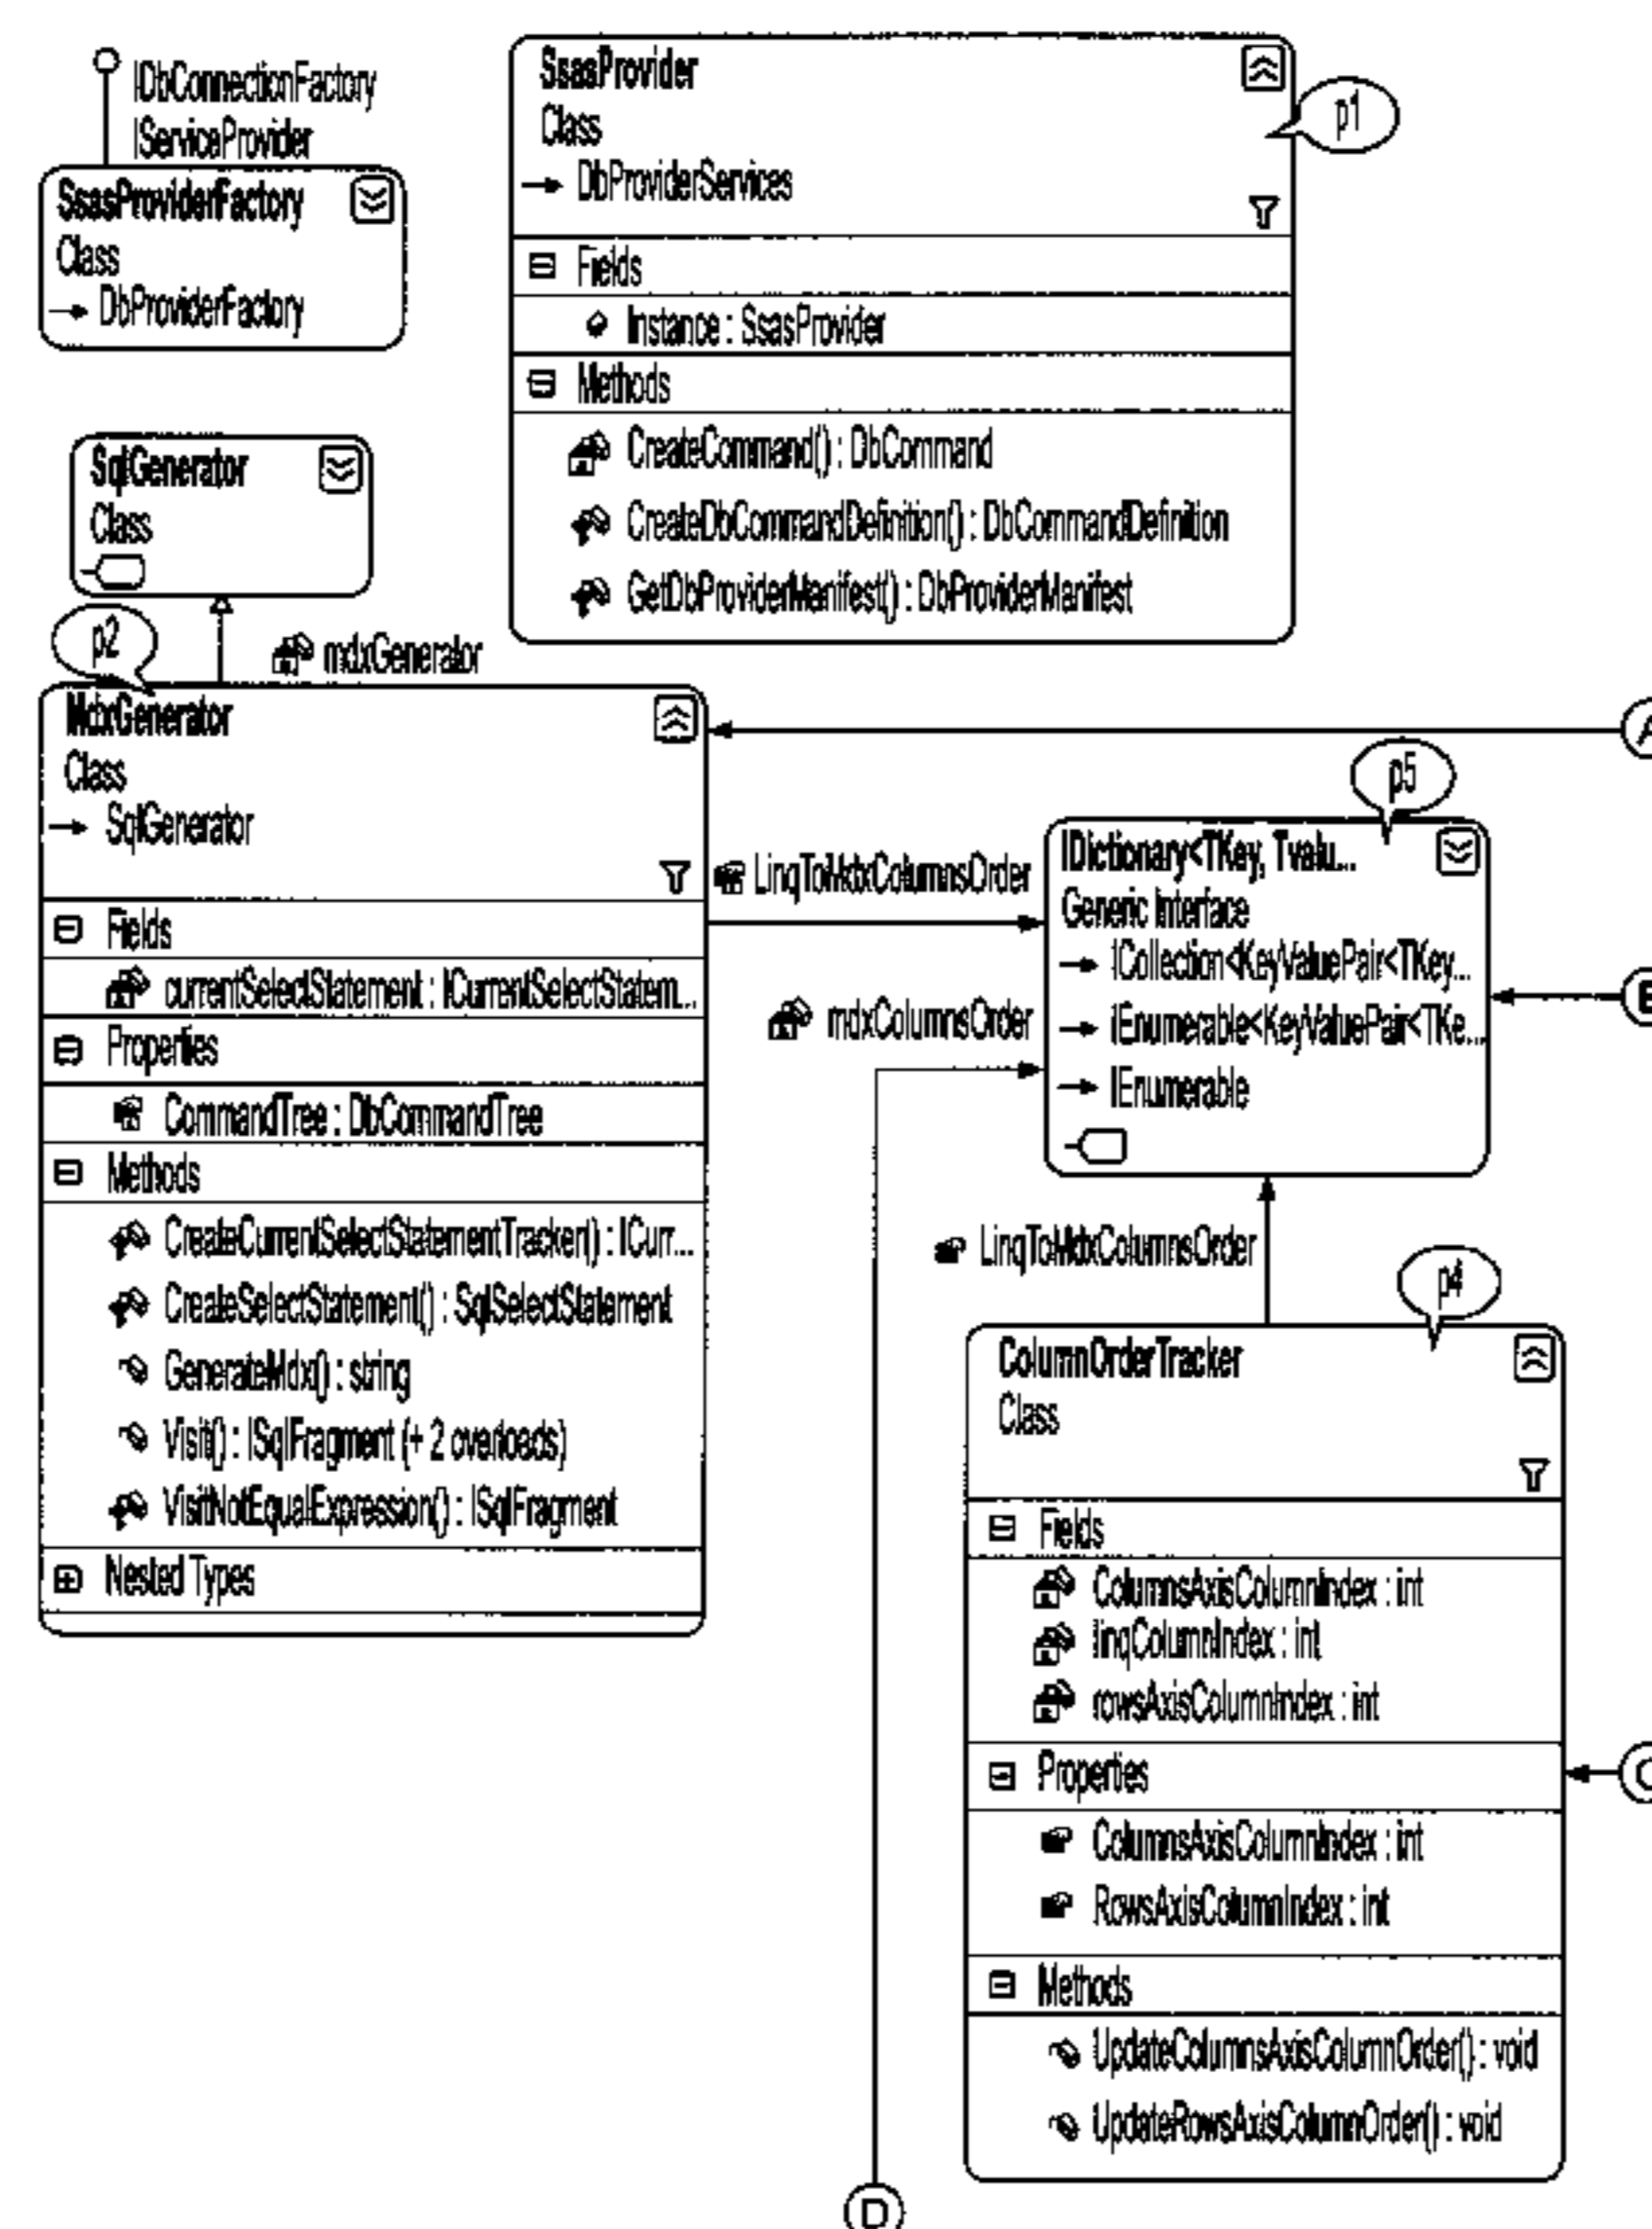 IDbConnectionFactory
IServiceProvider
SsasProviderFactory
Class
DbProviderFactory
SsasProvider
Class
DbProviderServices
Fields
Instance : SsasProvider
Methods
CreateCommand() : DbCommand
CreateDbCommandDefinition() : DbCommandDefinition
GetDbProviderManifest() : DbProviderManifest
p1
SqlGenerator
Class
p2
mdxGenerator
MdxGenerator
Class
SqlGenerator
Fields
currentSelectStatement : ICurrentSelectStatem...
Properties
CommandTree : DbCommandTree
Methods
CreateCurrentSelectStatementTracker() : ICurr...
CreateSelectStatement() : SqlSelectStatement
GenerateMdx() : string
Visit() : ISqlFragment (+ 2 overloads)
VisitNotEqualExpression() : ISqlFragment
Nested Types
A
LinqToMdxColumnsOrder
mdxColumnsOrder
p5
IDictionary<TKey, Tvalu...
Generic Interface
ICollection<KeyValuePair<TKey...
IEnumerable<KeyValuePair<TKe...
IEnumerable
B
LinqToMdxColumnsOrder
p4
ColumnOrderTracker
Class
Fields
ColumnsAxisColumnIndex : int
linqColumnIndex : int
rowsAxisColumnIndex : int
Properties
ColumnsAxisColumnIndex : int
RowsAxisColumnIndex : int
Methods
UpdateColumnsAxisColumnOrder() : void
UpdateRowsAxisColumnOrder() : void
C
D